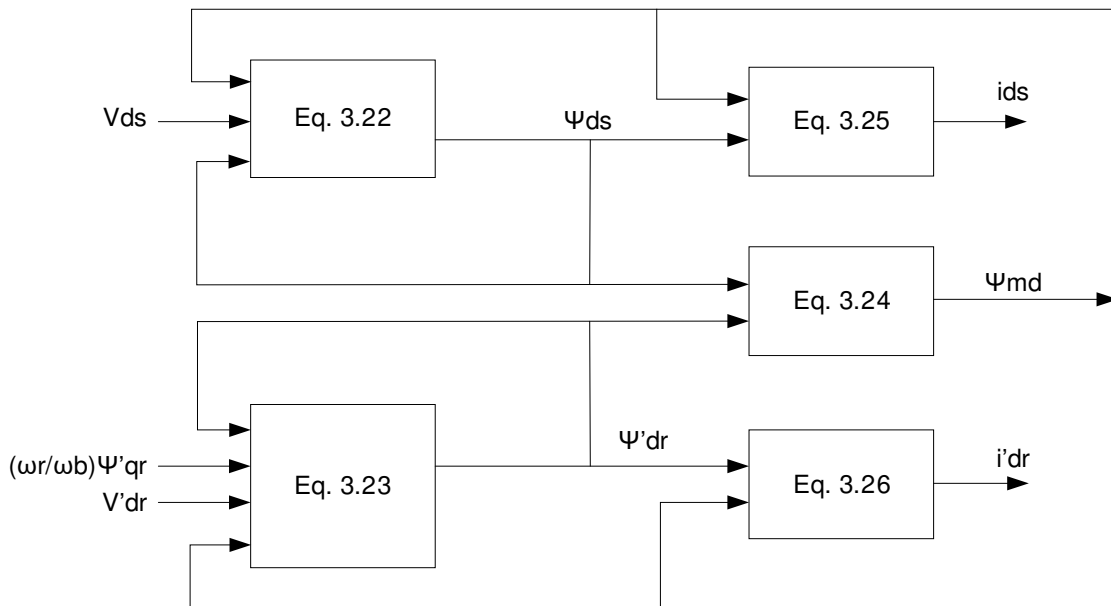 Eq. 3.22
Vds
Ψds
Eq. 3.25
ids
Eq. 3.24
Ψmd
(ωr/ωb)Ψ'qr
V'dr
Eq. 3.23
Ψ'dr
Eq. 3.26
i'dr